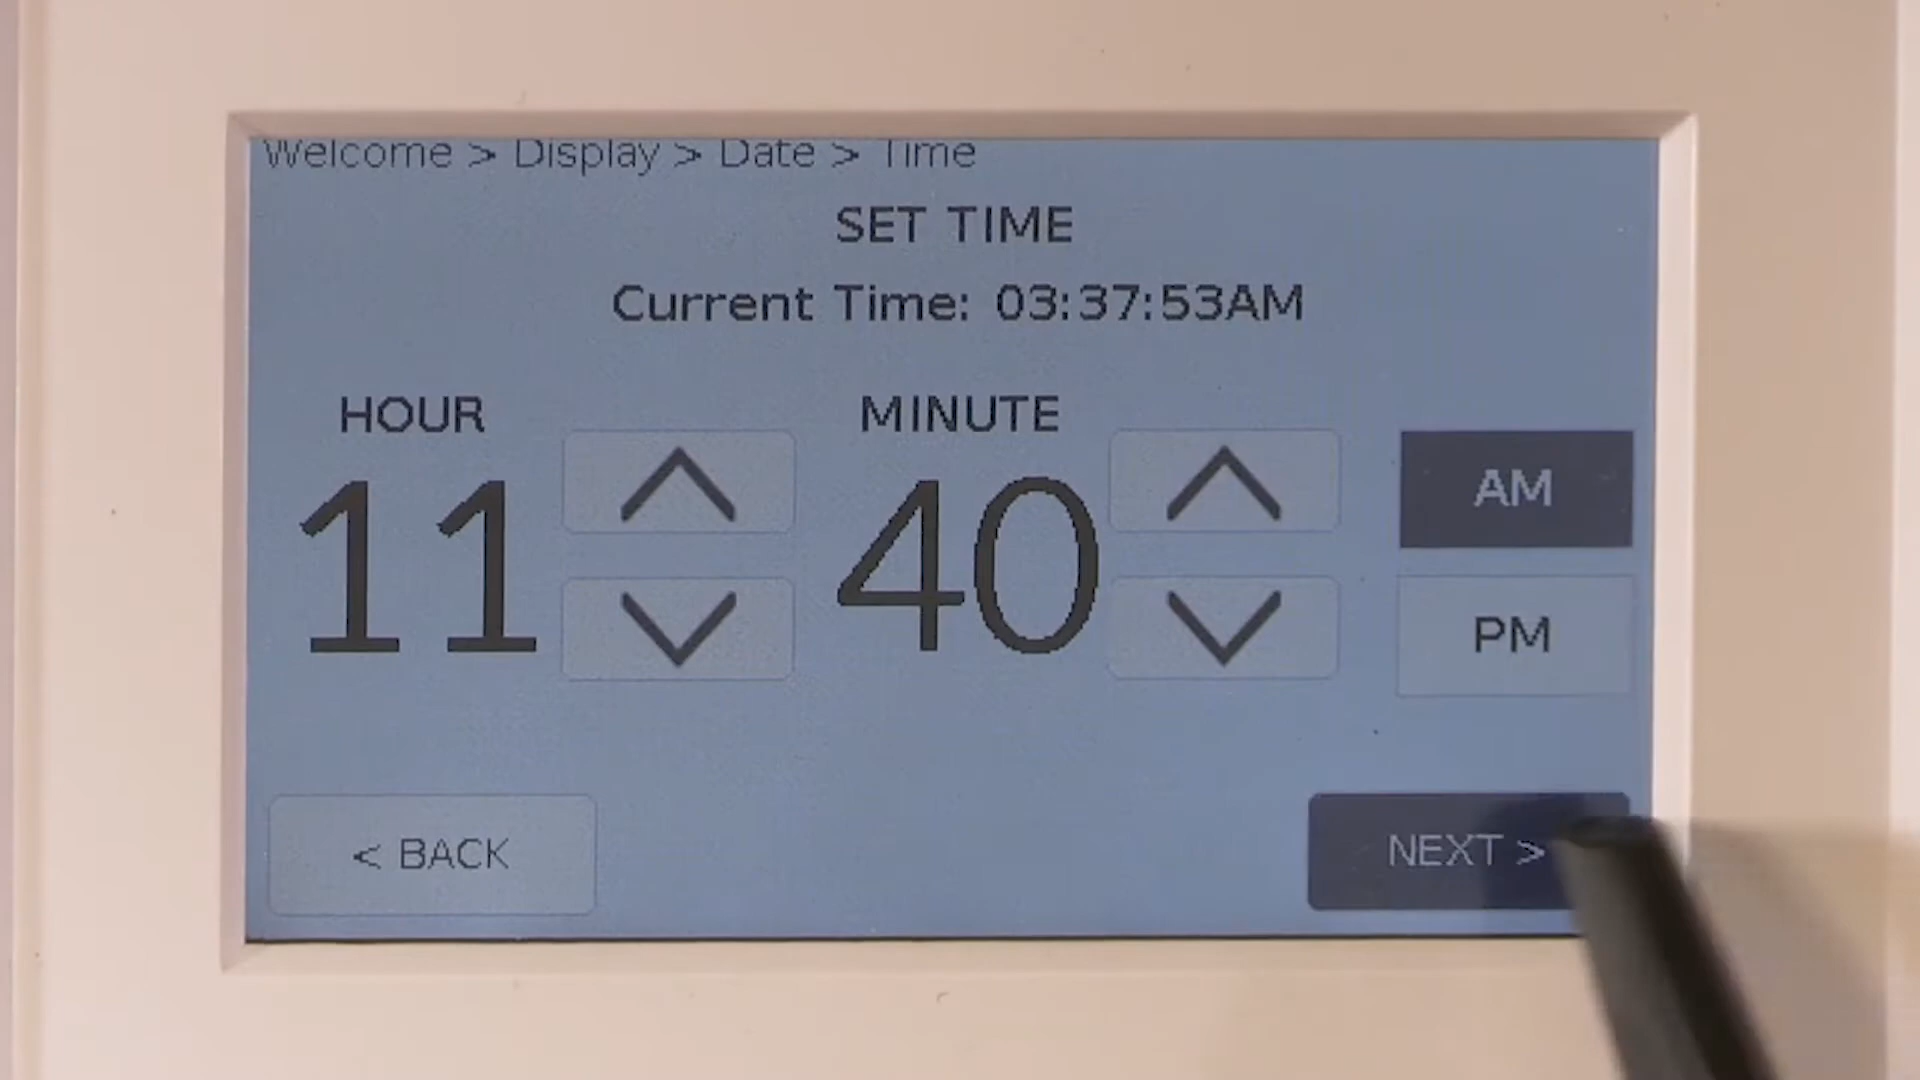 Welcome > Display > Date > Time
SET TIME
Current Time: 03:37:53AM
HOUR
MINUTE
11
40
AM
PM
< BACK
NEXT >